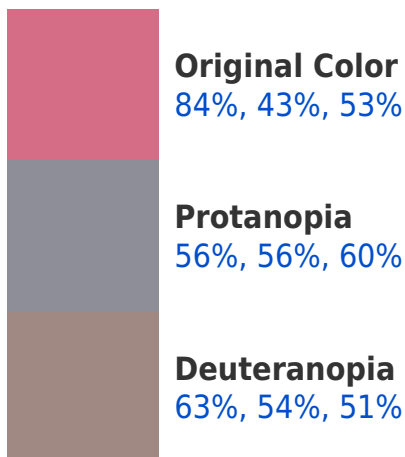 Original Color
84%, 43%, 53%
Protanopia
56%, 56%, 60%
Deuteranopia
63%, 54%, 51%